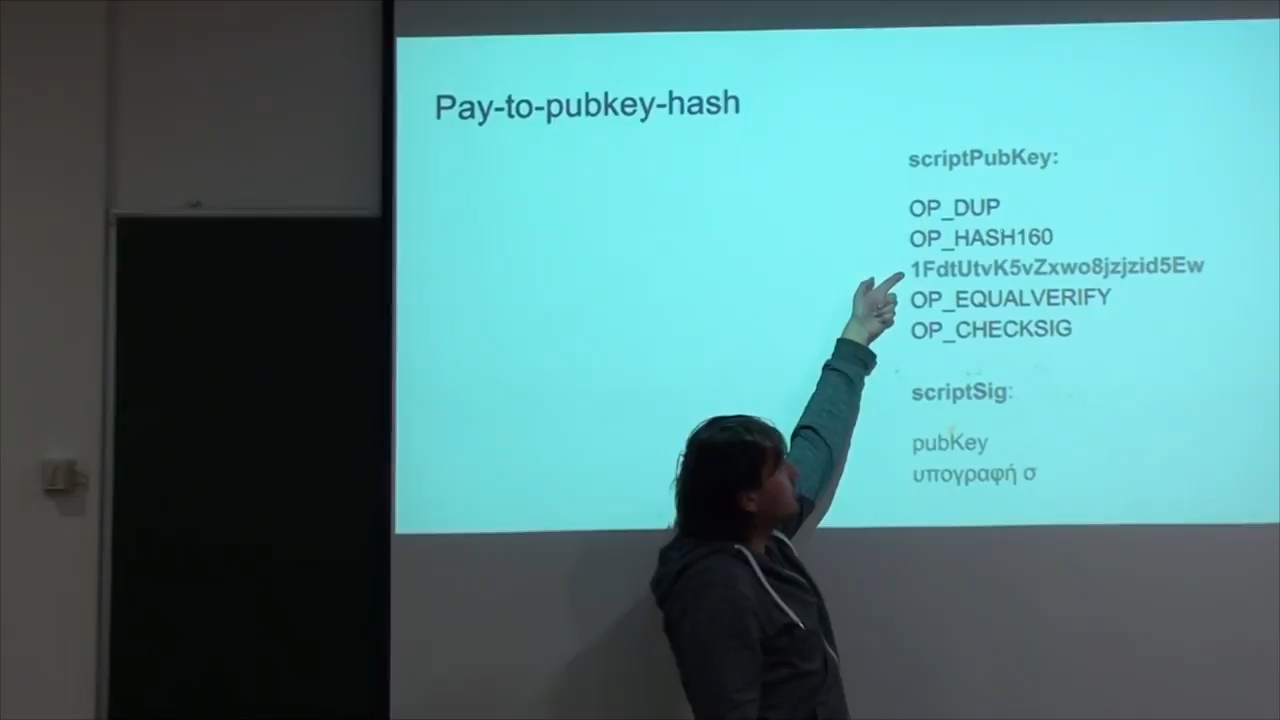 Pay-to-pubkey-hash
scriptPubKey:
OP_DUP
OP_HASH160
1FdtUtvK5vZxwo8jzjzid5Ew
OP_EQUALVERIFY
OP_CHECKSIG
scriptSig:
pubKey
υπογραφή σ